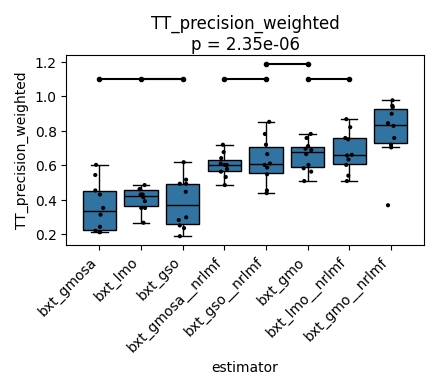 TT_precision_weighted
p = 2.35e-06
TT_precision_weighted
1.2
1.0
0.8
0.6
0.4
0.2
bxt_gmosa
bxt_lmo
bxt_gso
bxt_gmosa__nrlmf
bxt_gso__nrlmf
bxt_gmo
bxt_lmo__nrlmf
bxt_gmo__nrlmf
estimator